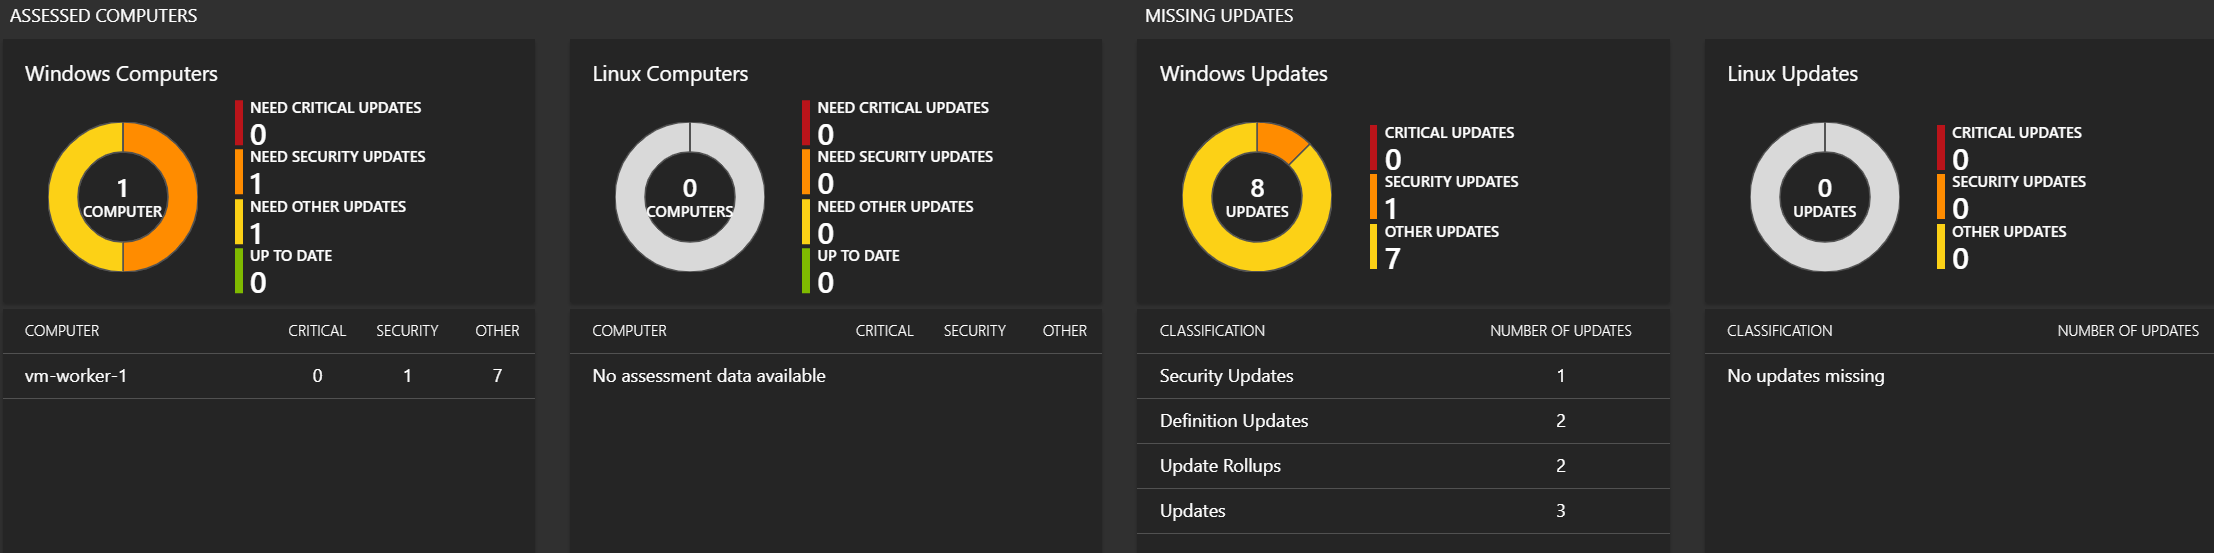 ASSESSED COMPUTERS
Windows Computers
1
COMPUTER
NEED CRITICAL UPDATES
0
NEED SECURITY UPDATES
1
NEED OTHER UPDATES
1
UP TO DATE
0
COMPUTER CRITICAL SECURITY OTHER
vm-worker-1 0 1 7
Linux Computers
0
COMPUTERS
NEED CRITICAL UPDATES
0
NEED SECURITY UPDATES
0
NEED OTHER UPDATES
0
UP TO DATE
0
COMPUTER CRITICAL SECURITY OTHER
No assessment data available
MISSING UPDATES
Windows Updates
8
UPDATES
CRITICAL UPDATES
0
SECURITY UPDATES
1
OTHER UPDATES
7
CLASSIFICATION NUMBER OF UPDATES
Security Updates 1
Definition Updates 2
Update Rollups 2
Updates 3
Linux Updates
0
UPDATES
CRITICAL UPDATES
0
SECURITY UPDATES
0
OTHER UPDATES
0
CLASSIFICATION NUMBER OF UPDATES
No updates missing